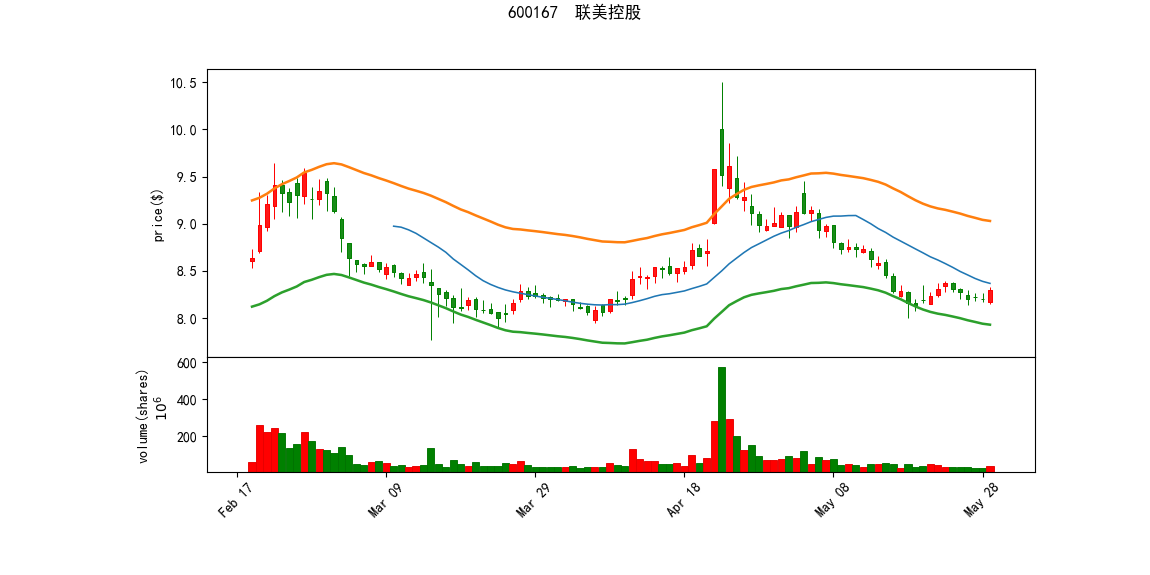 600167 联美控股
price($)
10.5
10.0
9.5
9.0
8.5
8.0
volume(shares)
10^6
600
400
200
Feb 17
Mar 09
Mar 29
Apr 18
May 08
May 28